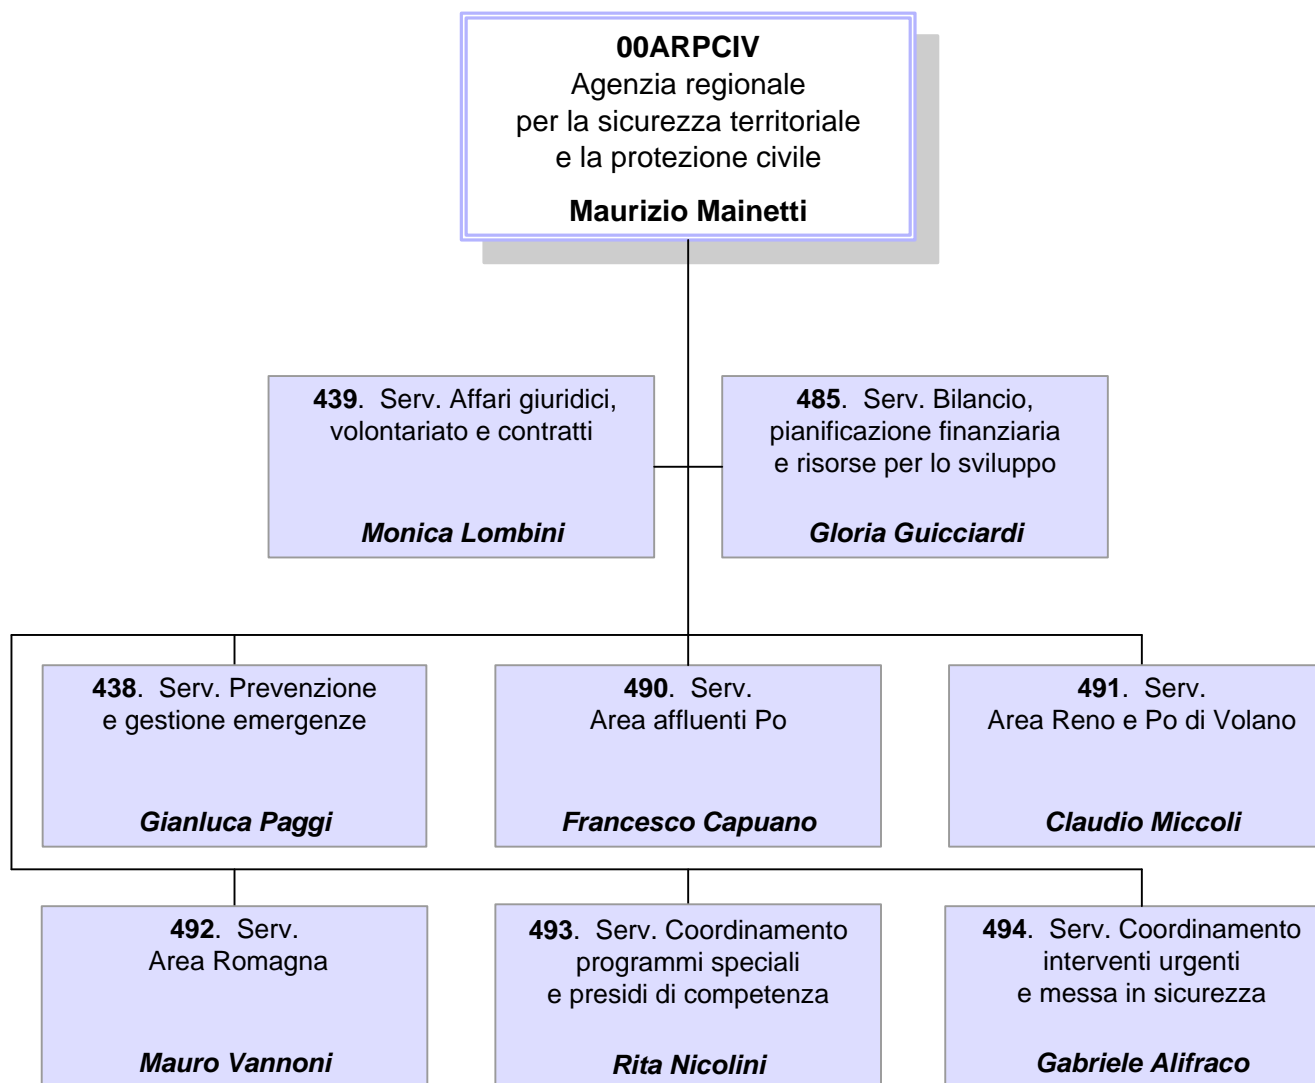 00ARPCIV
Agenzia regionale
per la sicurezza territoriale
e la protezione civile
Maurizio Mainetti
439.  Serv. Affari giuridici,
volontariato e contratti
Monica Lombini
485.  Serv. Bilancio,
pianificazione finanziaria
e risorse per lo sviluppo
Gloria Guicciardi
438.  Serv. Prevenzione
e gestione emergenze
Gianluca Paggi
490.  Serv.
Area affluenti Po
Francesco Capuano
491.  Serv.
Area Reno e Po di Volano
Claudio Miccoli
492.  Serv.
Area Romagna
Mauro Vannoni
493.  Serv. Coordinamento
programmi speciali
e presidi di competenza
Rita Nicolini
494.  Serv. Coordinamento
interventi urgenti
e messa in sicurezza
Gabriele Alifraco